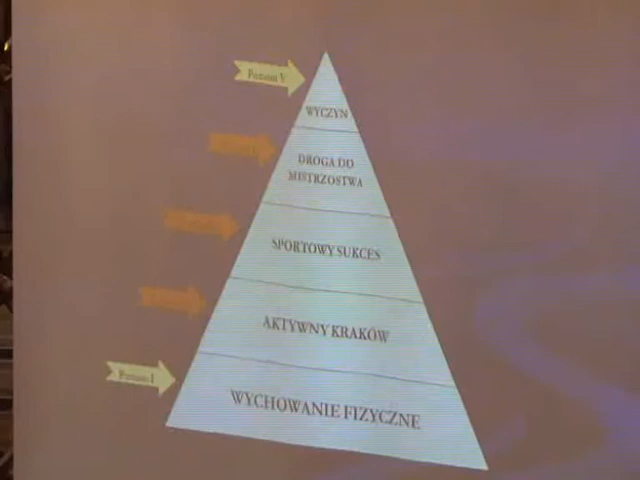 Poziom V
WYCZYN
DROGA DO
MISTRZOSTWA
SPORTOWY SUKCES
AKTYWNY KRAKÓW
Poziom I
WYCHOWANIE FIZYCZNE